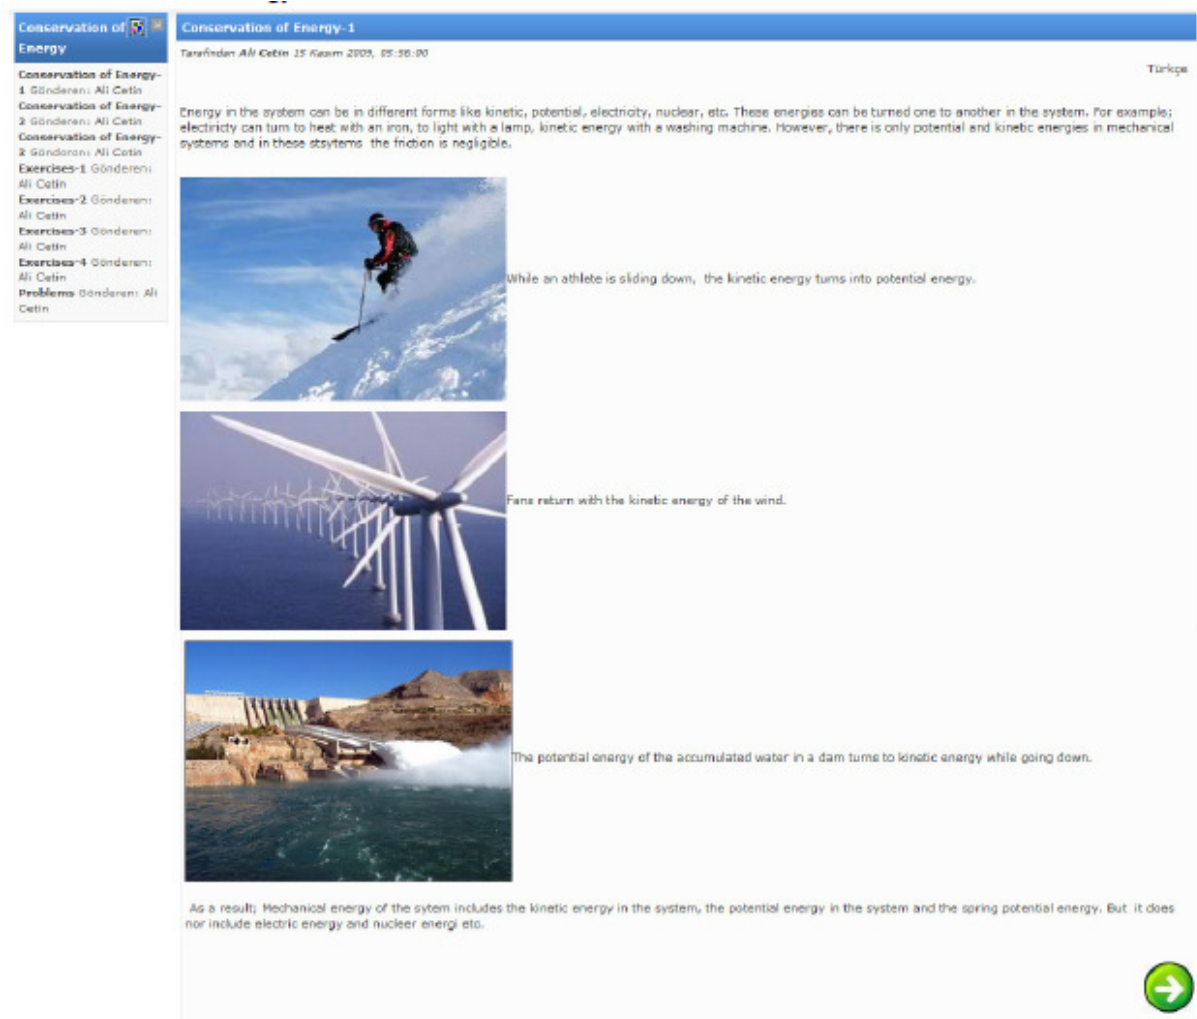 Conservation of
Energy
Conservation of Energy-
1 Gönderen: Ali Cetin
Conservation of Energy-
2 Gönderen: Ali Cetin
Conservation of Energy-
Gönderen: Ali Cetin
Exercises-1 Gönderen:
Ali Cetin
Exercises-2 Gönderen:
Ali Cetin
Exercises-3 Gönderen:
Ali Cetin
Exercises-4 Gönderen:
Ali Cetin
Problems Gönderen: Ali
Cetin
Conservation of Energy-1
Tarafından Ali Cetin 15 Kasım 2009, 05:56:00
Türkçe
Energy in the system can be in different forms like kinetic, potential, electricity, nuclear, etc. These energies can be turned one to another in the system. For example;
electiricty can turn to heat with an iron, to light with a lamp, kinetic energy with a washing machine. However, there is only potential and kinetic energies in mechanical
systems and in these stsytems the friction is negligible.
While an athlete is sliding down, the kinetic energy turns into potential energy.
Fans return with the kinetic energy of the wind.
The potential energy of the accumulated water in a dam turns to kinetic energy while going down.
As a result; Mechanical energy of the sytem includes the kinetic energy in the system, the potential energy in the system and the spring potential energy. But it does
nor include electric energy and nucleer energi etc.